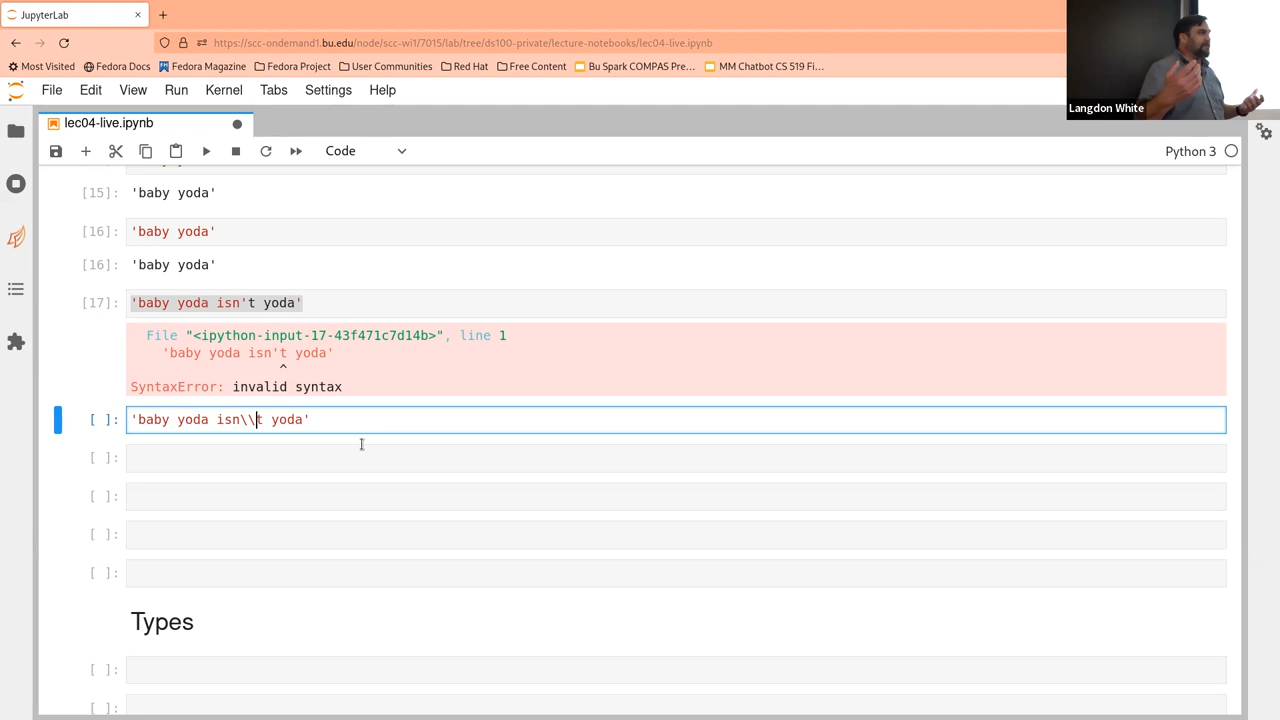 JupyterLab
https://scc-ondemand1.bu.edu/node/scc-wi1/7015/lab/tree/ds100-private/lecture-notebooks/lec04-live.ipynb
Most Visited Fedora Docs Fedora Magazine Fedora Project User Communities Red Hat Free Content Bu Spark COMPAS Pre... MM Chatbot CS 519 Fi...
Langdon White
File Edit View Run Kernel Tabs Settings Help
lec04-live.ipynb
Code Python 3
[15]: 'baby yoda'
[16]: 'baby yoda'
[16]: 'baby yoda'
[17]: 'baby yoda isn't yoda'
File "<ipython-input-17-43f471c7d14b>", line 1
'baby yoda isn't yoda'
^
SyntaxError: invalid syntax
[ ]: 'baby yoda isn\\t yoda'
[ ]:
[ ]:
[ ]:
[ ]:
Types
[ ]:
[ ]: